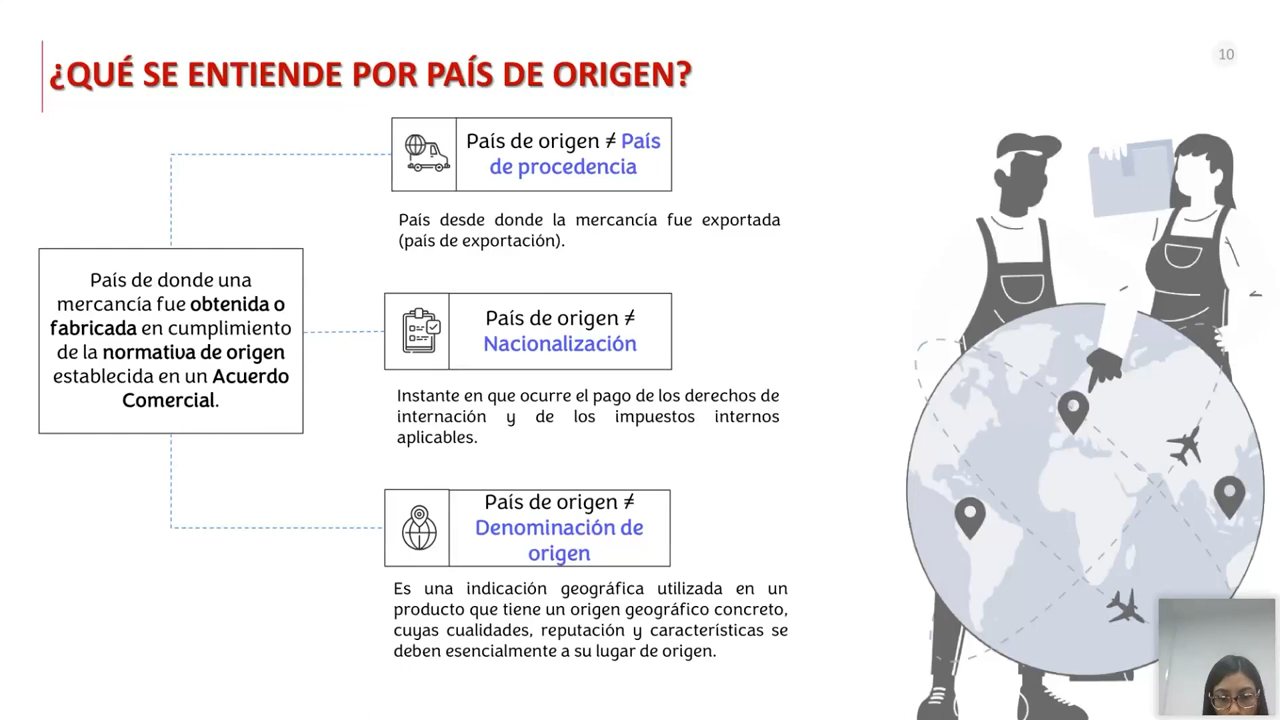 ¿QUÉ SE ENTIENDE POR PAÍS DE ORIGEN?
10
País de donde una
mercancía fue obtenida o
fabricada en cumplimiento
de la normativa de origen
establecida en un Acuerdo
Comercial.
País de origen ≠ País
de procedencia
País desde donde la mercancía fue exportada
(país de exportación).
País de origen ≠
Nacionalización
Instante en que ocurre el pago de los derechos de
internación y de los impuestos internos
aplicables.
País de origen ≠
Denominación de
origen
Es una indicación geográfica utilizada en un
producto que tiene un origen geográfico concreto,
cuyas cualidades, reputación y características se
deben esencialmente a su lugar de origen.